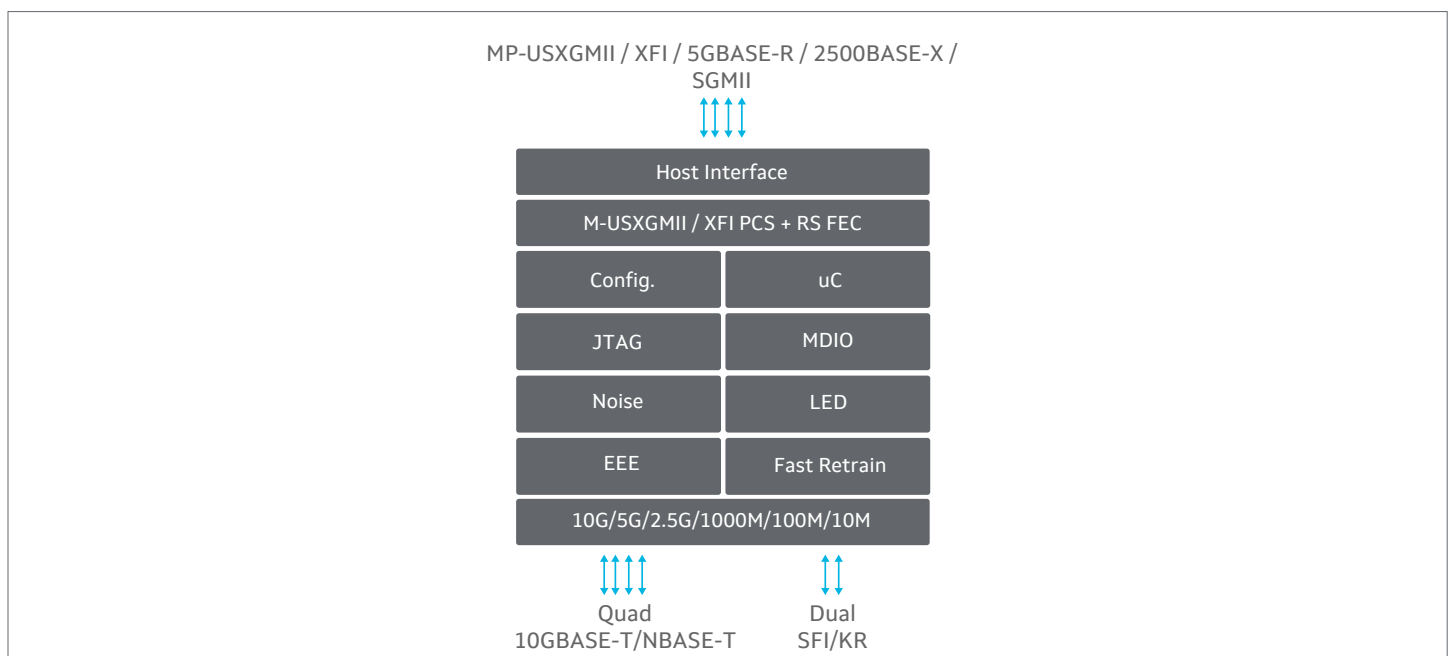 MP-USXGMII / XFI / 5GBASE-R / 2500BASE-X /
SGMII
Host Interface
M-USXGMII / XFI PCS + RS FEC
Config.
uC
JTAG
MDIO
Noise
LED
EEE
Fast Retrain
10G/5G/2.5G/1000M/100M/10M
Quad
10GBASE-T/NBASE-T
Dual
SFI/KR